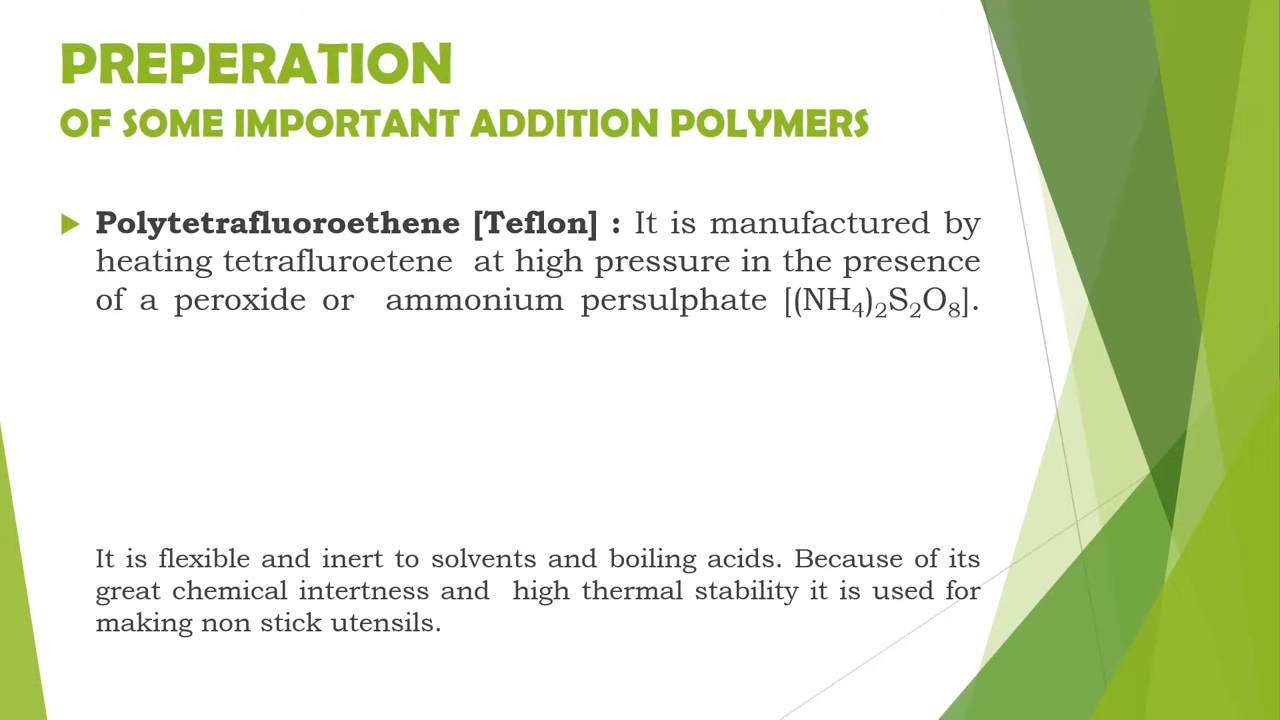 PREPERATION
OF SOME IMPORTANT ADDITION POLYMERS
Polytetrafluoroethene [Teflon] : It is manufactured by
heating tetrafluroetene at high pressure in the presence
of a peroxide or ammonium persulphate [(NH₄)₂S₂O₈].
It is flexible and inert to solvents and boiling acids. Because of its
great chemical intertness and high thermal stability it is used for
making non stick utensils.